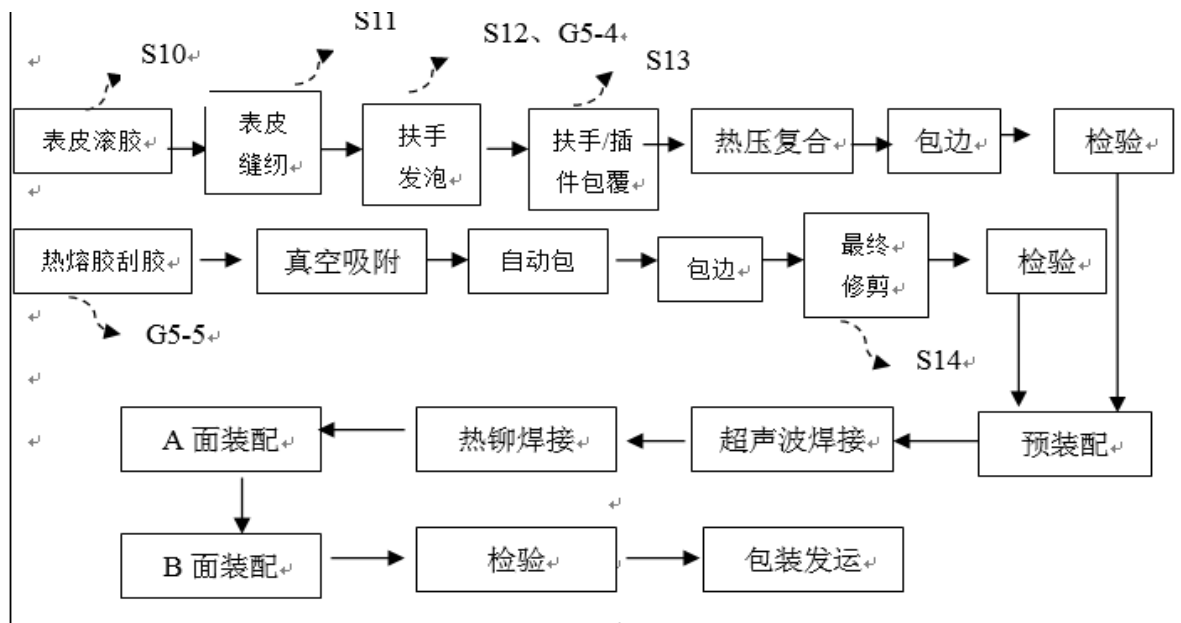 S10
S11
S12、G5-4
S13
表皮滚胶
表皮
缝纫
扶手
发泡
扶手/插
件包覆
热压复合
包边
检验
热熔胶刮胶
真空吸附
自动包
包边
最终
修剪
检验
G5-5
S14
A 面装配
热铆焊接
超声波焊接
预装配
B 面装配
检验
包装发运